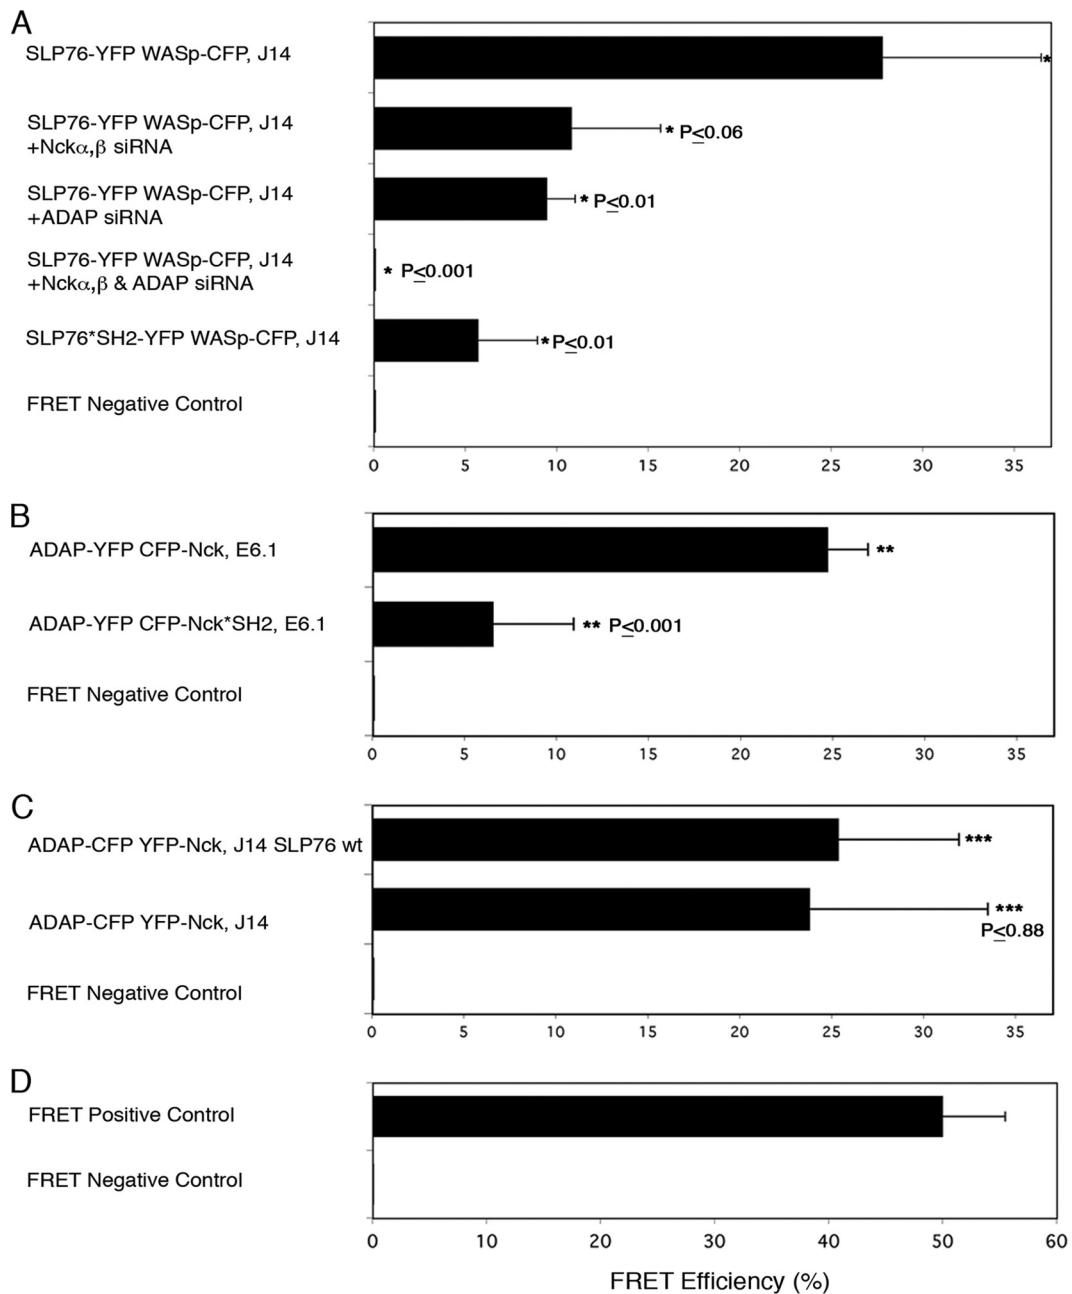 A
SLP76-YFP WASp-CFP, J14
*
SLP76-YFP WASp-CFP, J14
+Nckα,β siRNA
* P≤0.06
SLP76-YFP WASp-CFP, J14
+ADAP siRNA
* P≤0.01
SLP76-YFP WASp-CFP, J14
+Nckα,β & ADAP siRNA
* P≤0.001
SLP76*SH2-YFP WASp-CFP, J14
* P≤0.01
FRET Negative Control
0 5 10 15 20 25 30 35
B
ADAP-YFP CFP-Nck, E6.1
**
ADAP-YFP CFP-Nck*SH2, E6.1
** P≤0.001
FRET Negative Control
0 5 10 15 20 25 30 35
C
ADAP-CFP YFP-Nck, J14 SLP76 wt
***
ADAP-CFP YFP-Nck, J14
***
P≤0.88
FRET Negative Control
0 5 10 15 20 25 30 35
D
FRET Positive Control
FRET Negative Control
0 10 20 30 40 50 60
FRET Efficiency (%)